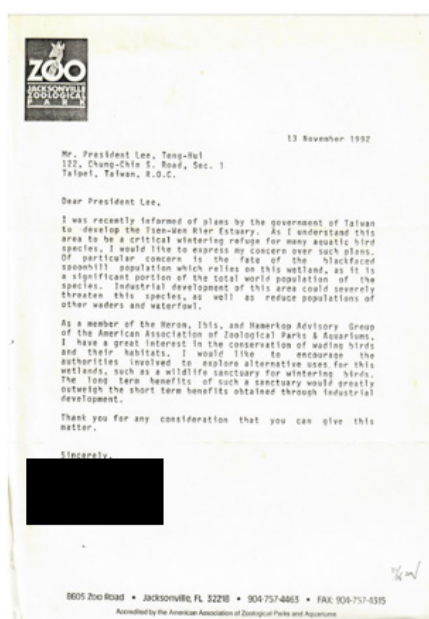 ZOO
JACKSONVILLE
ZOOLOGICAL
PARK
13 November 1992
Mr. President Lee, Teng-Hui
122, Chung-Chin S. Road, Sec. 1
Taipei, Taiwan, R.O.C.
Dear President Lee,
I was recently informed of plans by the government of Taiwan
to develop the Tsen-Wen Rier Estuary. As I understand this
area to be a critical wintering refuge for many aquatic bird
species, I would like to express my concern over such plans.
Of particular concern is the fate of the blackfaced
spoonbill population which relies on this wetland, as it is
a significant portion of the total world population of the
species. Industrial development of this area could severely
threaten this species, as well as reduce populations of
other waders and waterfowl.
As a member of the Heron, Ibis, and Hamerkop Advisory Group
of the American Association of Zoological Parks & Aquariums,
I have a great interest in the conservation of wading birds
and their habitats. I would like to encourage the
authorities involved to explore alternative uses for this
wetlands, such as a wildlife sanctuary for wintering birds.
The long term benefits of such a sanctuary would greatly
outweigh the short term benefits obtained through industrial
development.
Thank you for any consideration that you can give this
matter.
Sincerely,
8605 Zoo Road • Jacksonville, FL 32218 • 904-757-4463 • FAX: 904-757-4315
Accredited by the American Association of Zoological Parks and Aquariums